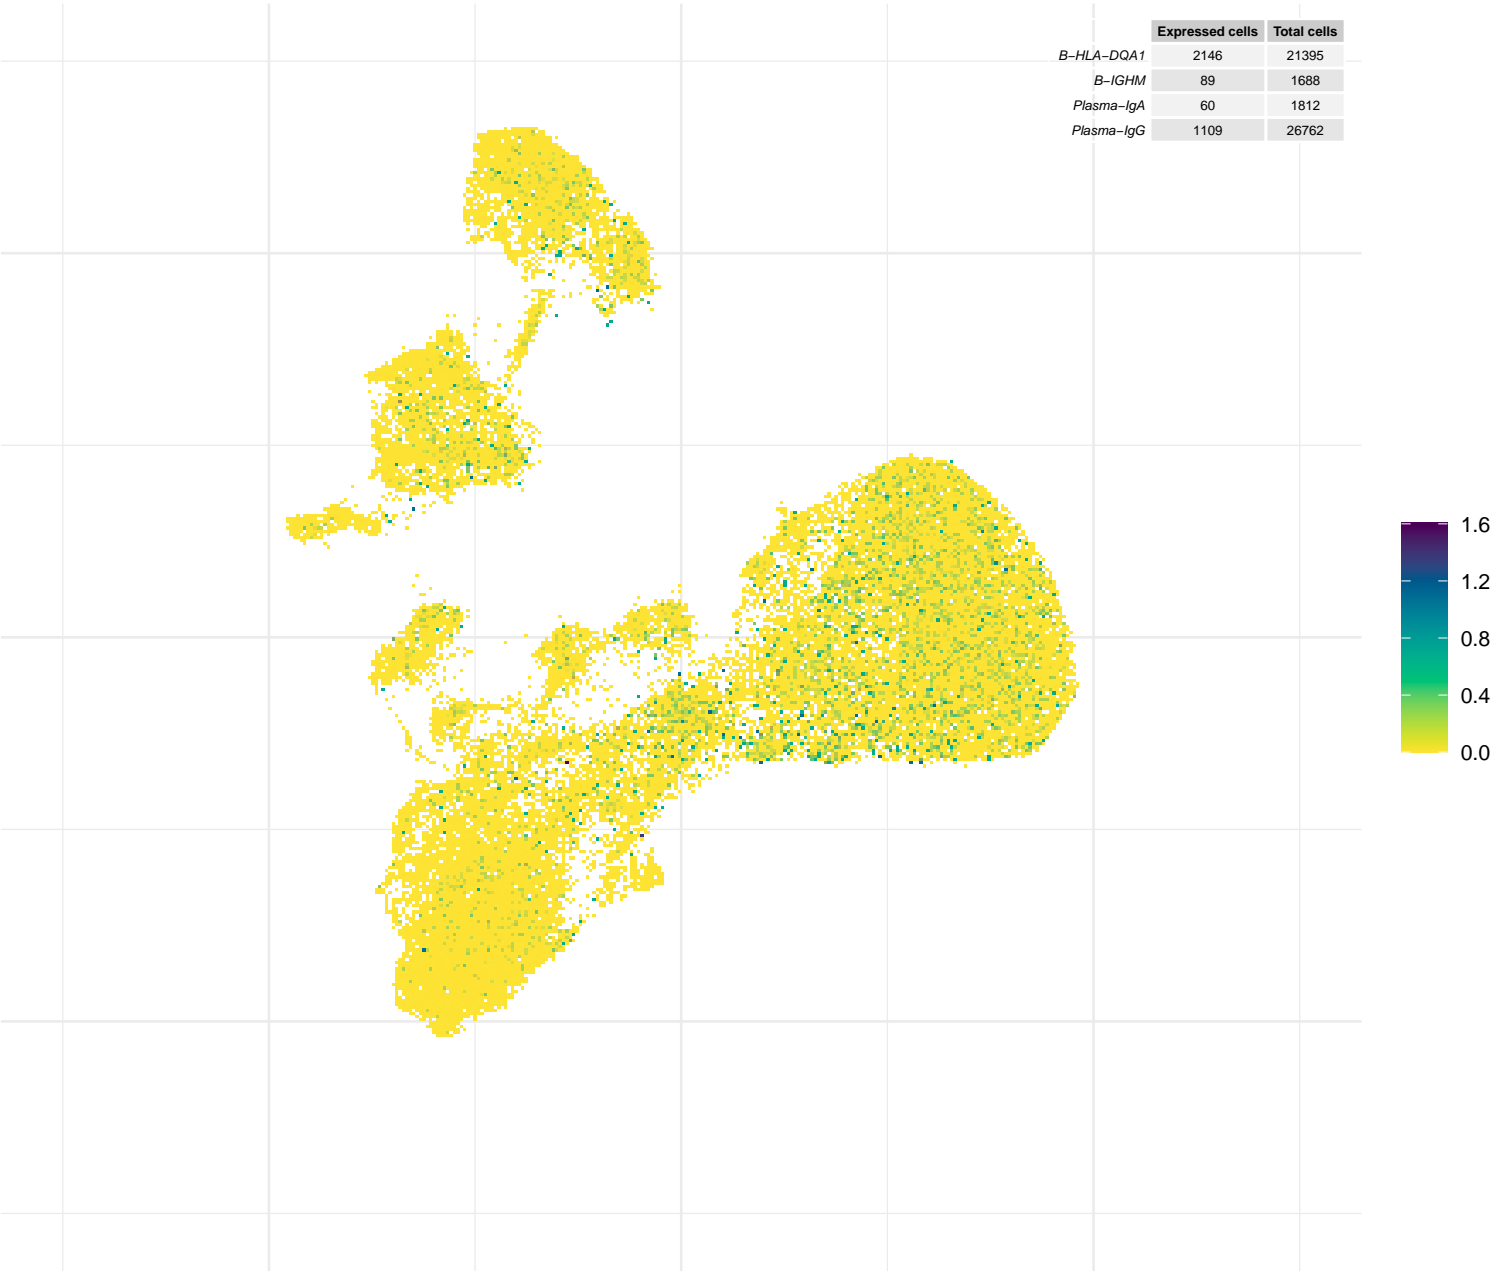 Expressed cells Total cells
B−HLA−DQA1 2146 21395
B−IGHM 89 1688
Plasma−IgA 60 1812
Plasma−IgG 1109 26762
1.6
1.2
0.8
0.4
0.0